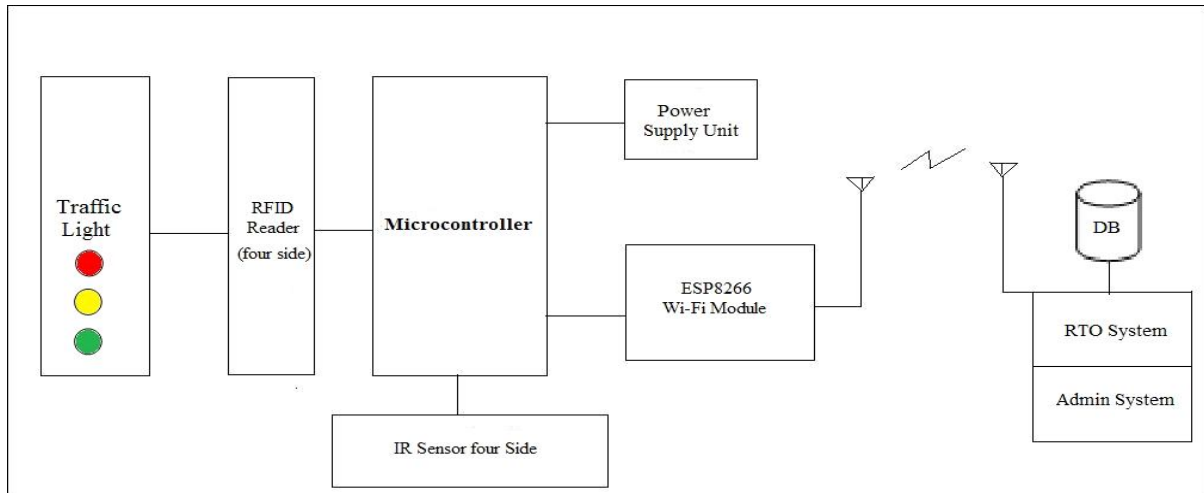 Traffic
Light
RFID
Reader
(four side)
Microcontroller
Power
Supply Unit
ESP8266
Wi-Fi Module
IR Sensor four Side
DB
RTO System
Admin System